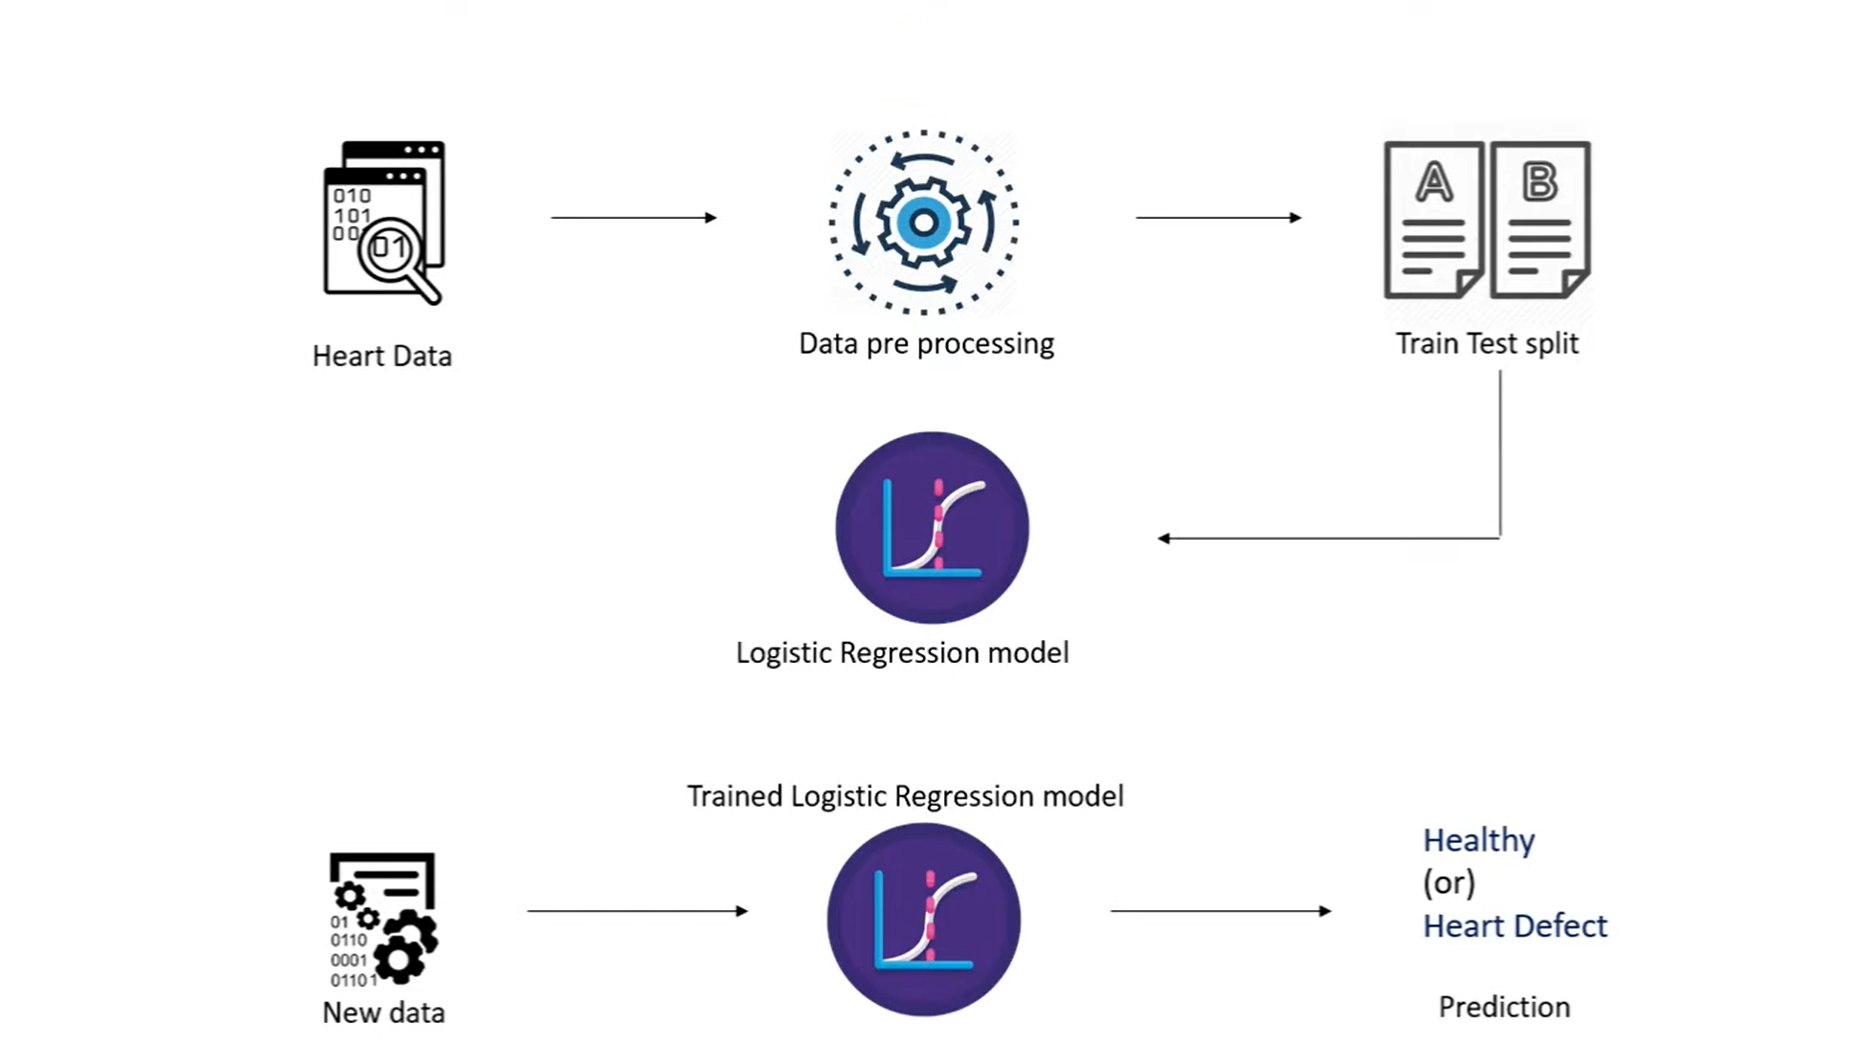 010
101
00
01
A
B
Heart Data
Data pre processing
Train Test split
Logistic Regression model
Trained Logistic Regression model
01
0110
0001
01101
New data
Healthy
(or)
Heart Defect
Prediction